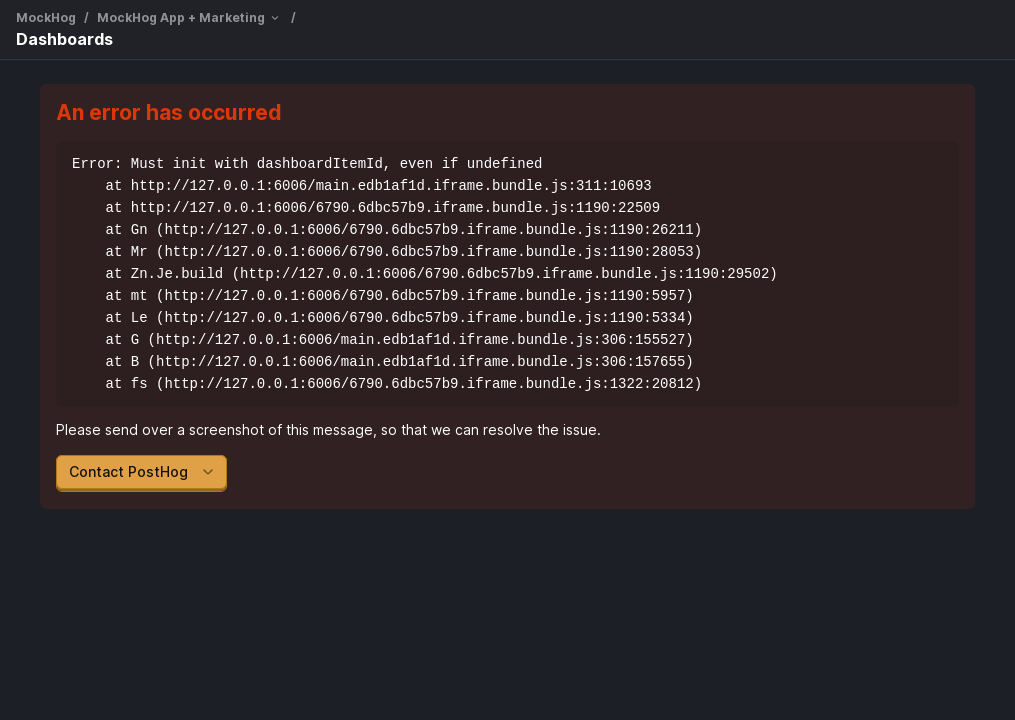 MockHog / MockHog App + Marketing /
Dashboards
An error has occurred
Error: Must init with dashboardItemId, even if undefined
    at http://127.0.0.1:6006/main.edb1af1d.iframe.bundle.js:311:10693
    at http://127.0.0.1:6006/6790.6dbc57b9.iframe.bundle.js:1190:22509
    at Gn (http://127.0.0.1:6006/6790.6dbc57b9.iframe.bundle.js:1190:26211)
    at Mr (http://127.0.0.1:6006/6790.6dbc57b9.iframe.bundle.js:1190:28053)
    at Zn.Je.build (http://127.0.0.1:6006/6790.6dbc57b9.iframe.bundle.js:1190:29502)
    at mt (http://127.0.0.1:6006/6790.6dbc57b9.iframe.bundle.js:1190:5957)
    at Le (http://127.0.0.1:6006/6790.6dbc57b9.iframe.bundle.js:1190:5334)
    at G (http://127.0.0.1:6006/main.edb1af1d.iframe.bundle.js:306:155527)
    at B (http://127.0.0.1:6006/main.edb1af1d.iframe.bundle.js:306:157655)
    at fs (http://127.0.0.1:6006/6790.6dbc57b9.iframe.bundle.js:1322:20812)
Please send over a screenshot of this message, so that we can resolve the issue.
Contact PostHog